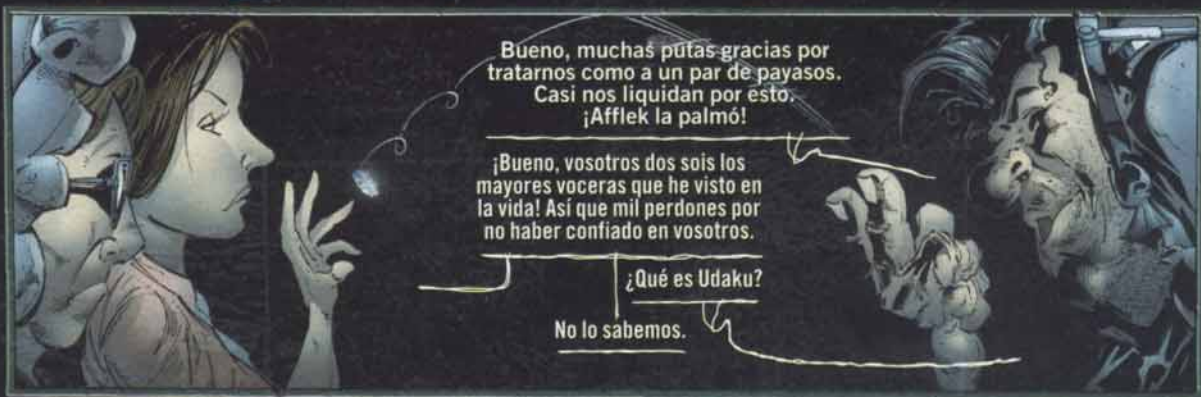 Bueno, muchas putas gracias por
tratarnos como a un par de payasos.
Casi nos liquidan por esto.
¡Afflek la palmó!
¡Bueno, vosotros dos sois los
mayores voceras que he visto en
la vida! Así que mil perdones por
no haber confiado en vosotros.
¿Qué es Udaku?
No lo sabemos.